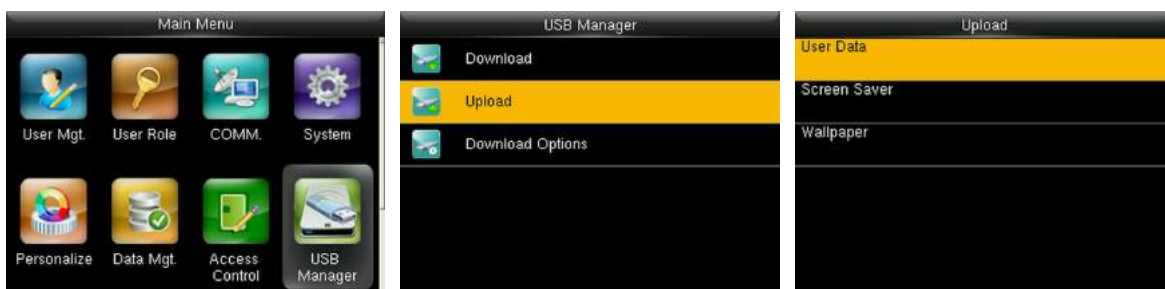 Main Menu
User Mgt.
User Role
COMM.
System
Personalize
Data Mgt.
Access
Control
USB
Manager
USB Manager
Download
Upload
Download Options
Upload
User Data
Screen Saver
Wallpaper